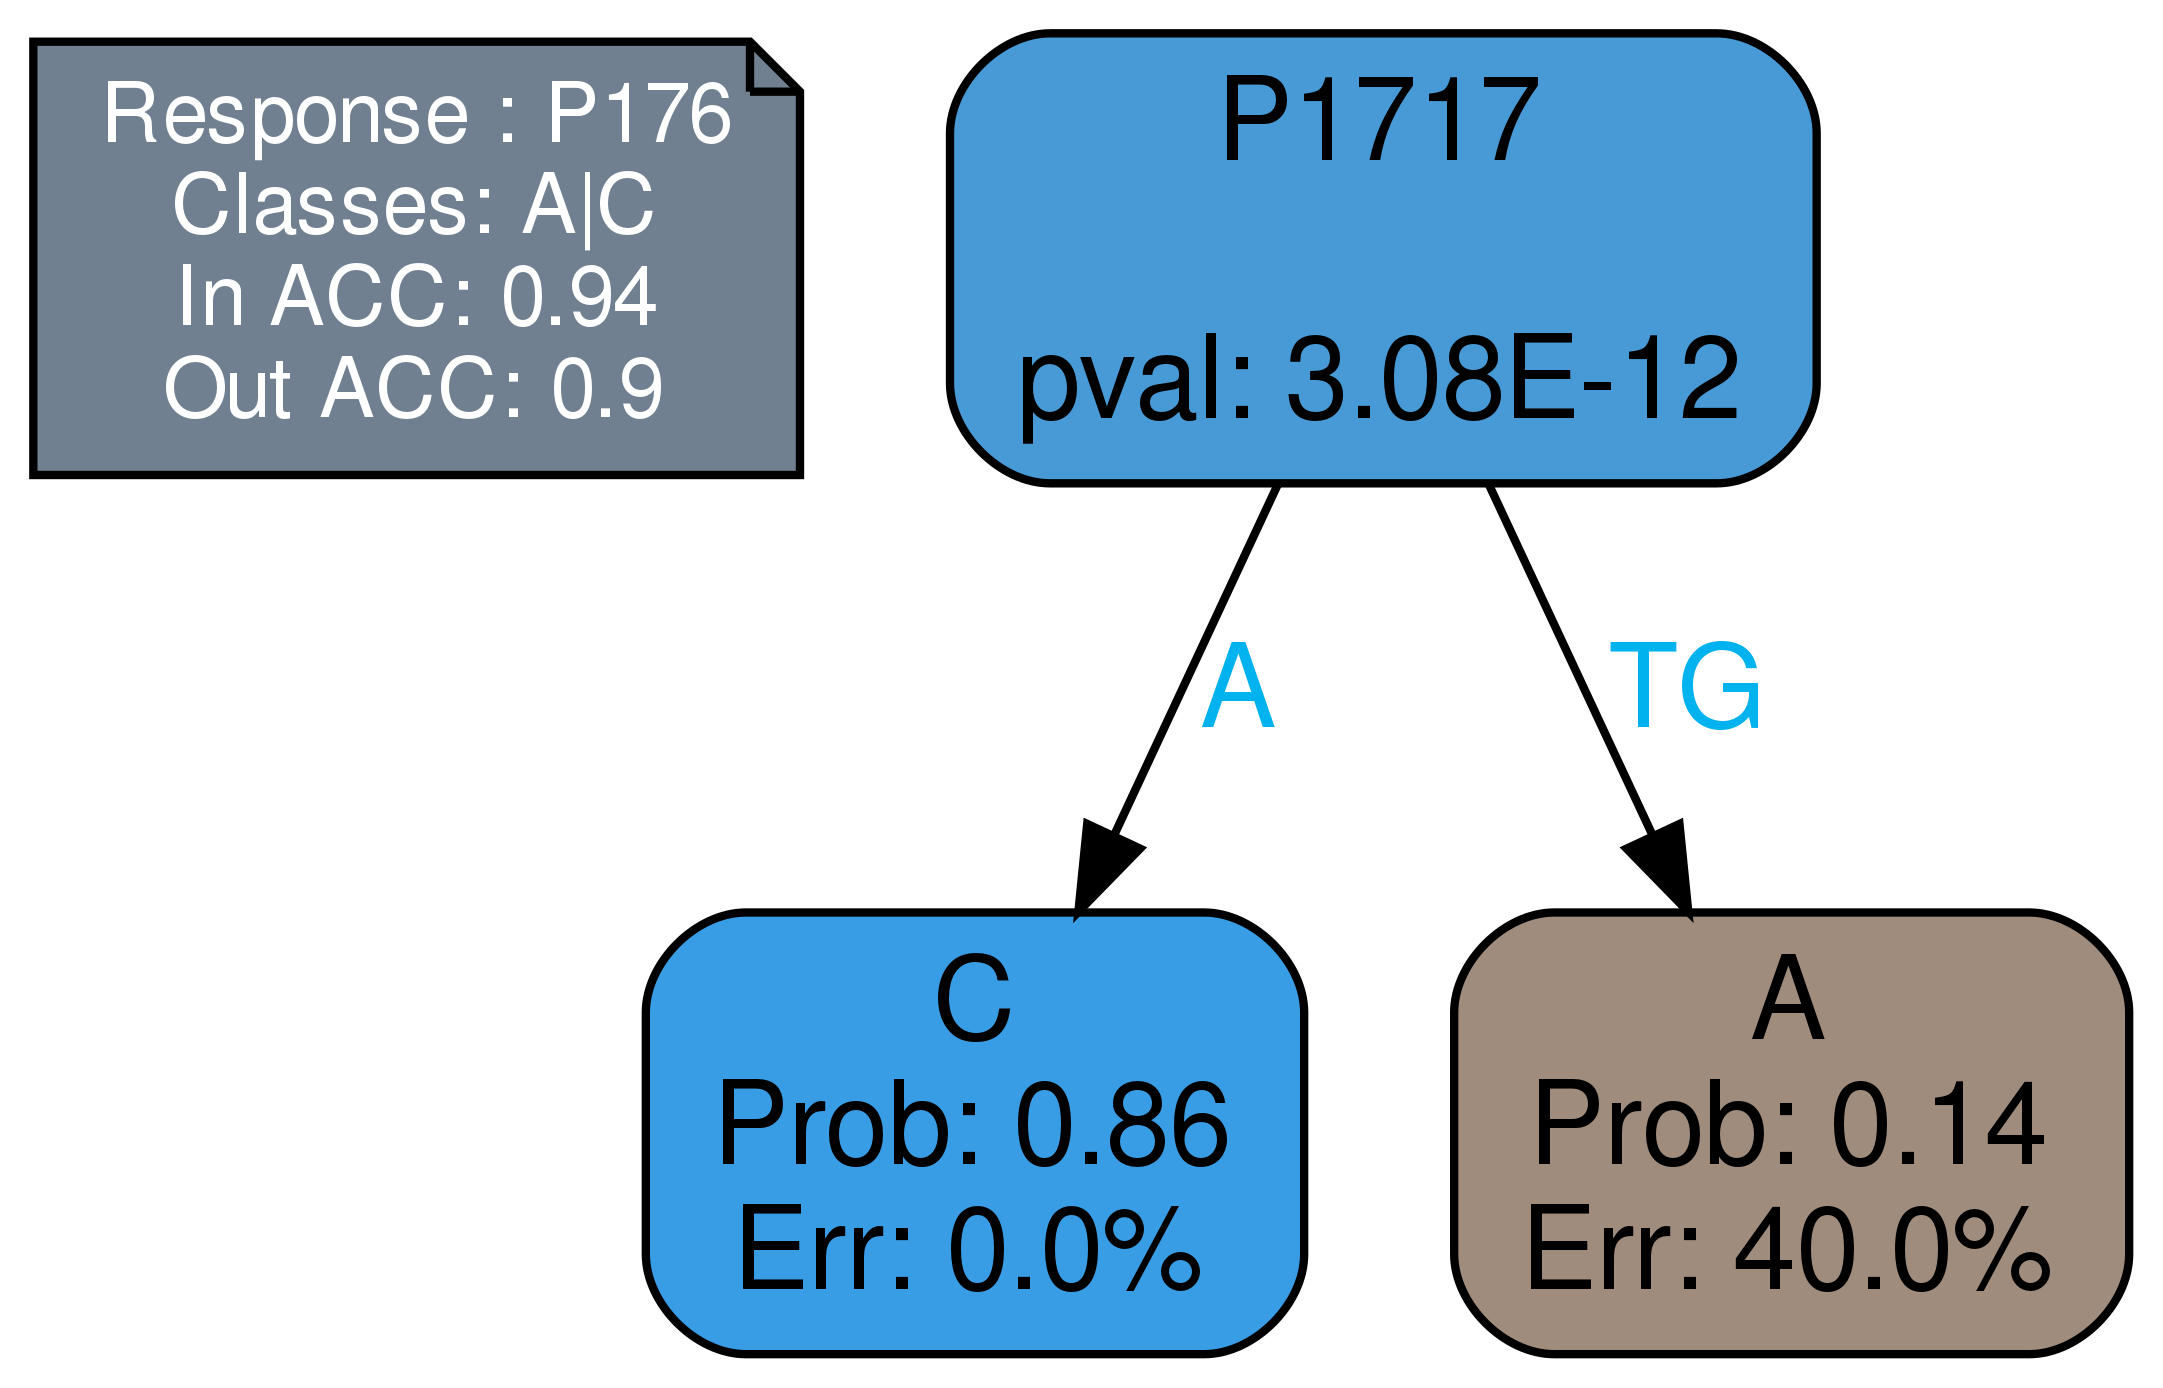 Response : P176
Classes: A|C
In ACC: 0.94
Out ACC: 0.9
P1717
pval: 3.08E-12
A
TG
C
Prob: 0.86
Err: 0.0%
A
Prob: 0.14
Err: 40.0%